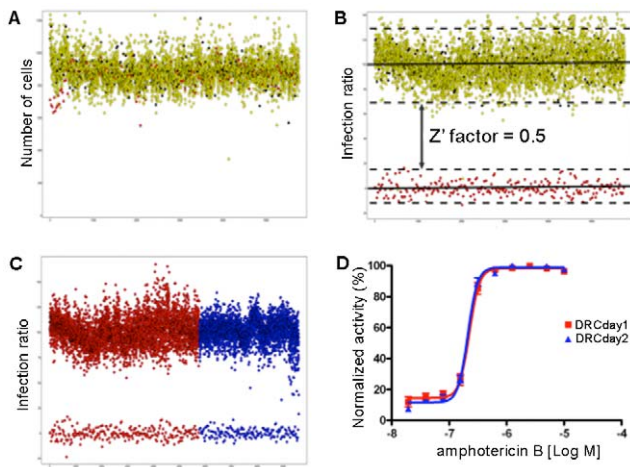 A
Number of cells
B
Infection ratio
Z' factor = 0.5
C
Infection ratio
D
Normalized activity (%)
100
80
60
40
20
0
DRCday1
DRCday2
-8
-7
-6
-5
-4
amphotericin B [Log M]